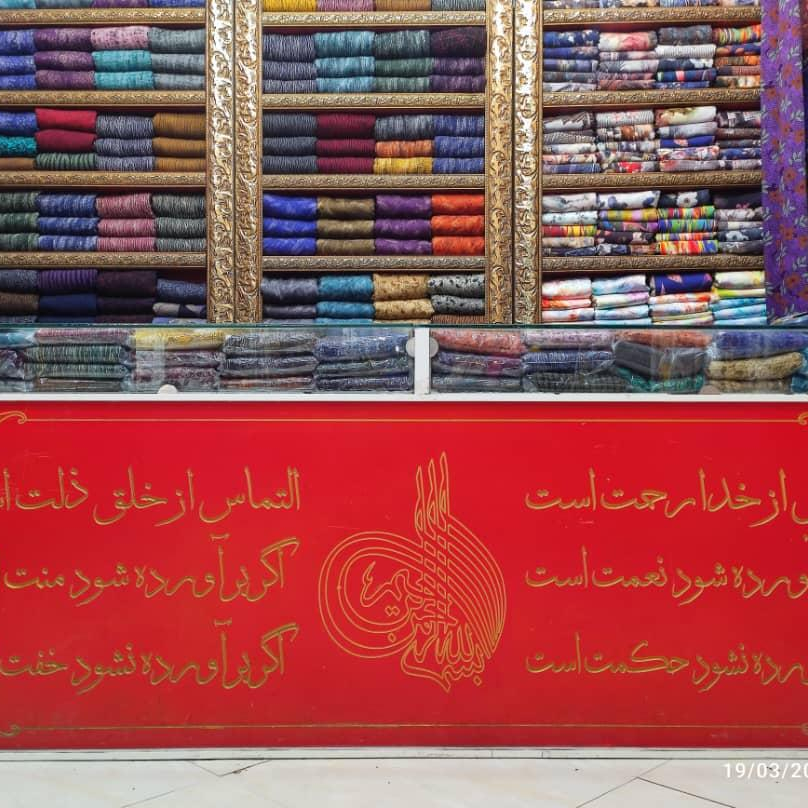 از خدا رحمت است
ورده شود نعمت است
رده نشود حکمت است
بسم الله الرحمن الرحیم
التماس از خلق ذلت
اگر برآورده شود منت
اگر برآورده نشود خفت
19/03/20